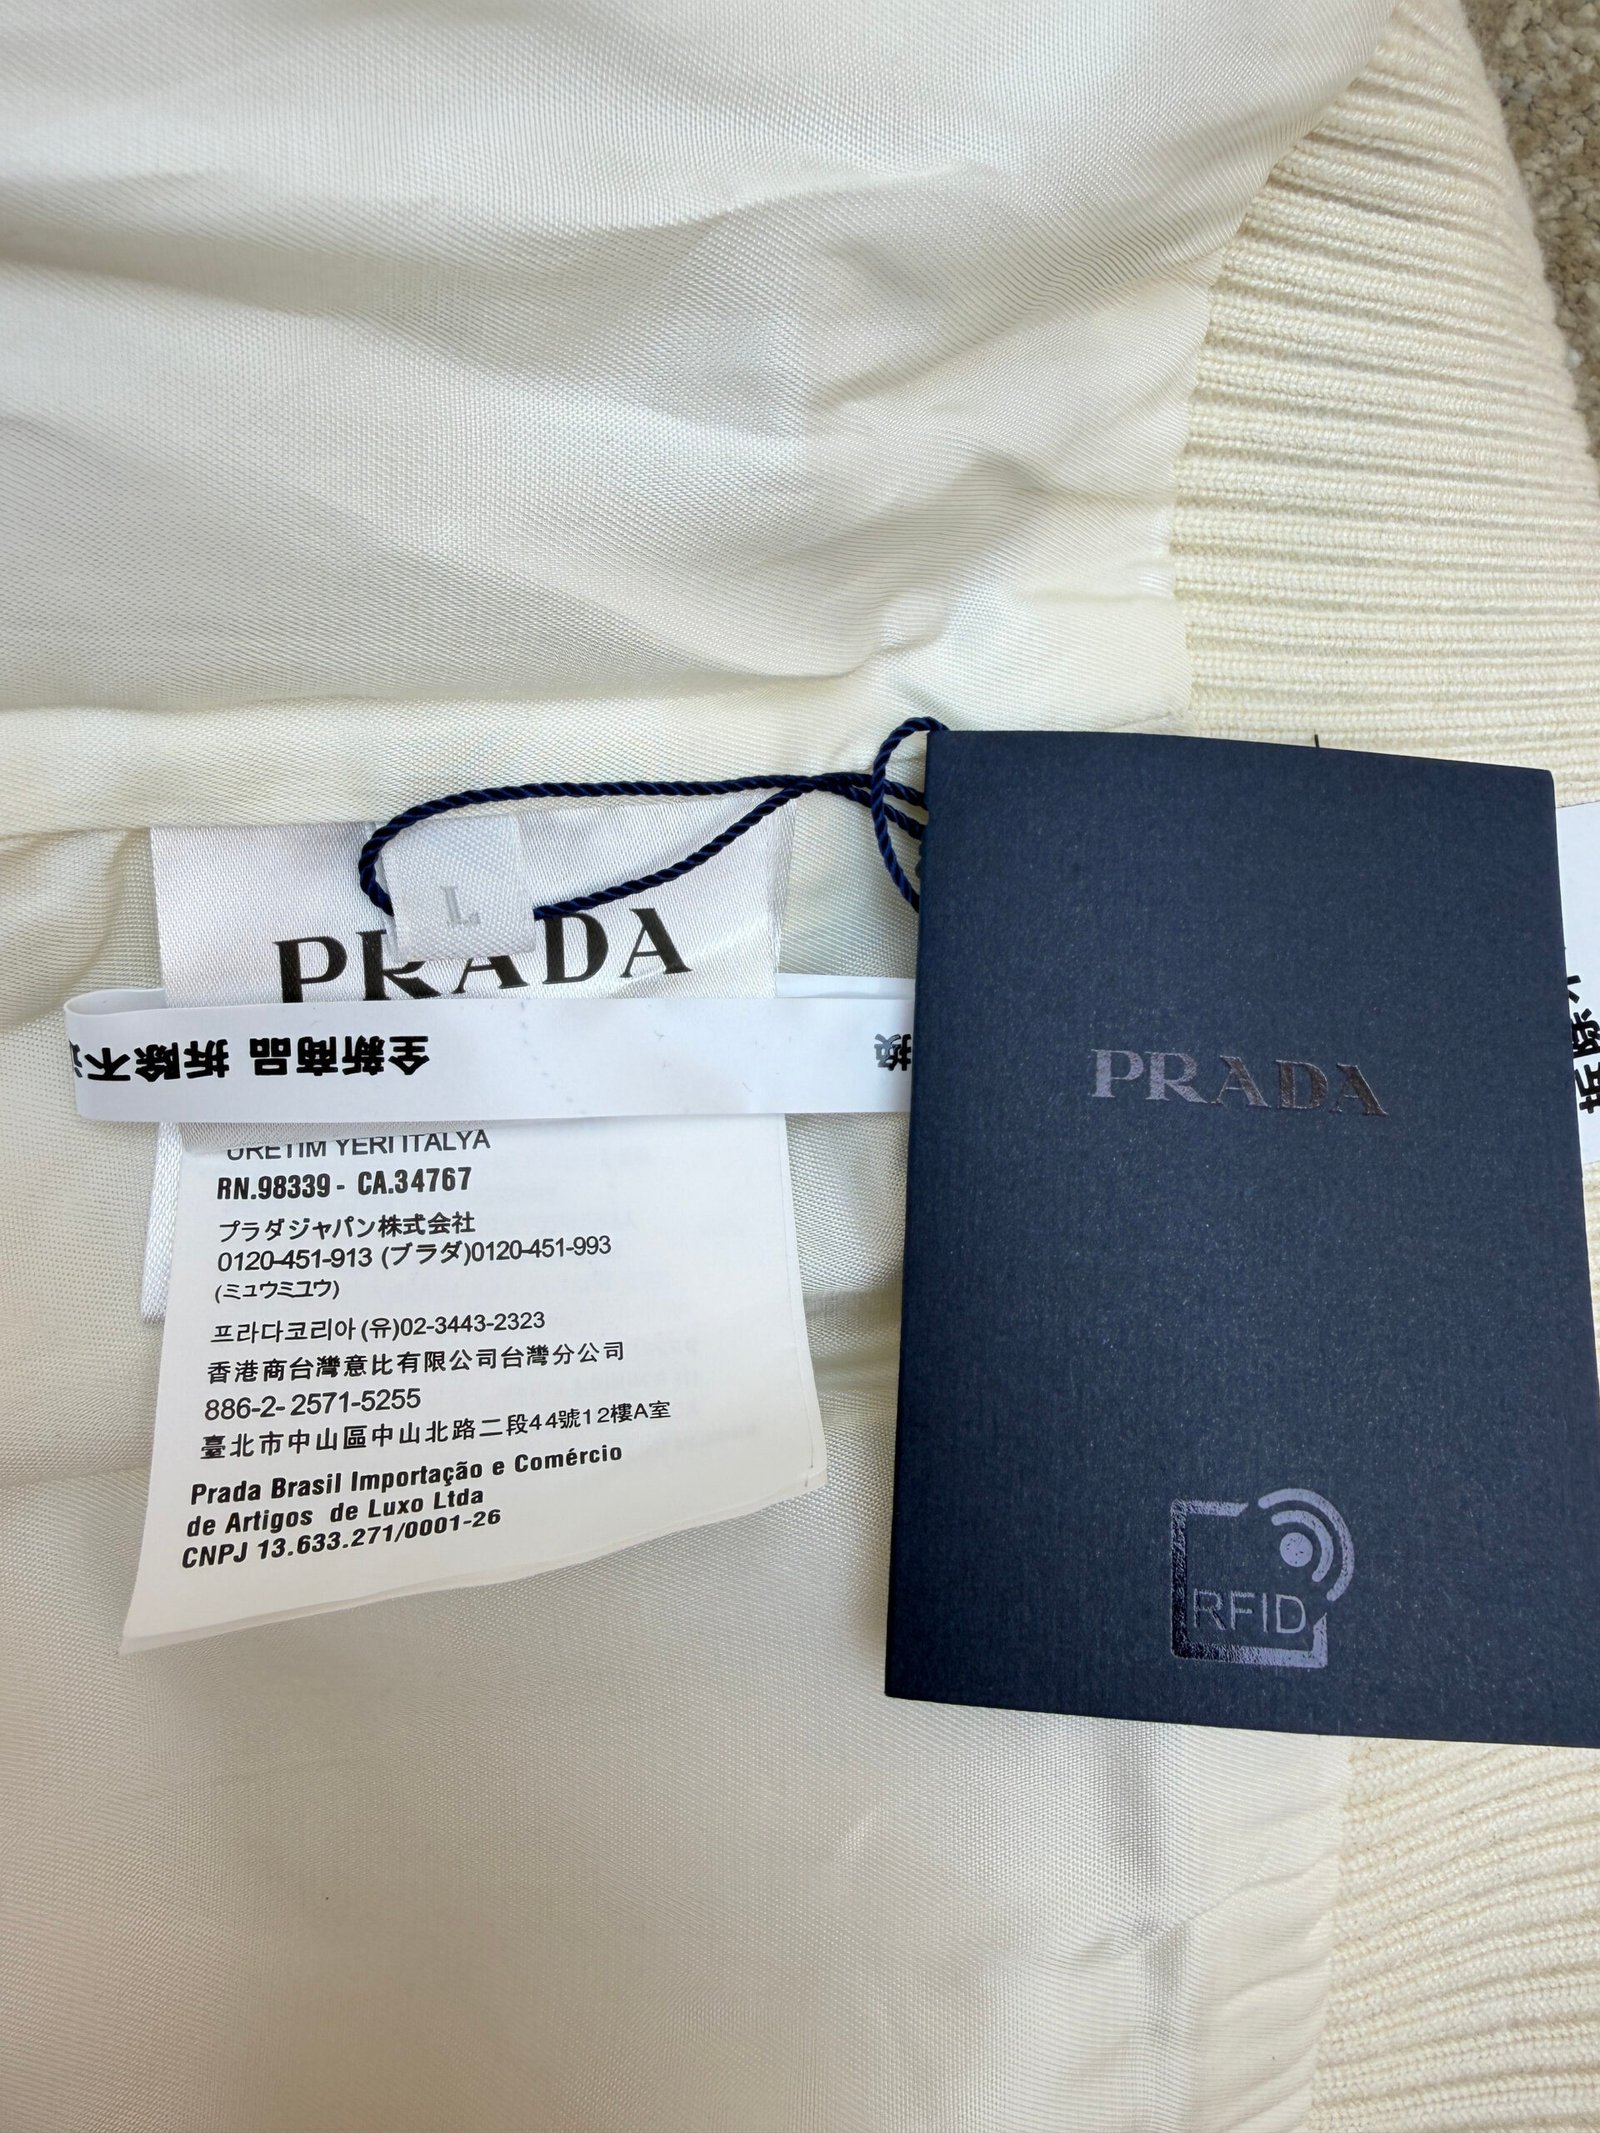 L
PRADA
全新商品 拆除不
换
PRADA
ÜRETİM YERI ITALYA
RN.98339 - CA.34767
プラダジャパン株式会社
0120-451-913 (プラダ)0120-451-993
(ミュウミュウ)
프라다코리아(유)02-3443-2323
香港商台灣意比有限公司台灣分公司
886-2-2571-5255
臺北市中山區中山北路二段44號12樓A室
Prada Brasil Importação e Comércio
de Artigos de Luxo Ltda
CNPJ 13.633.271/0001-26
RFID